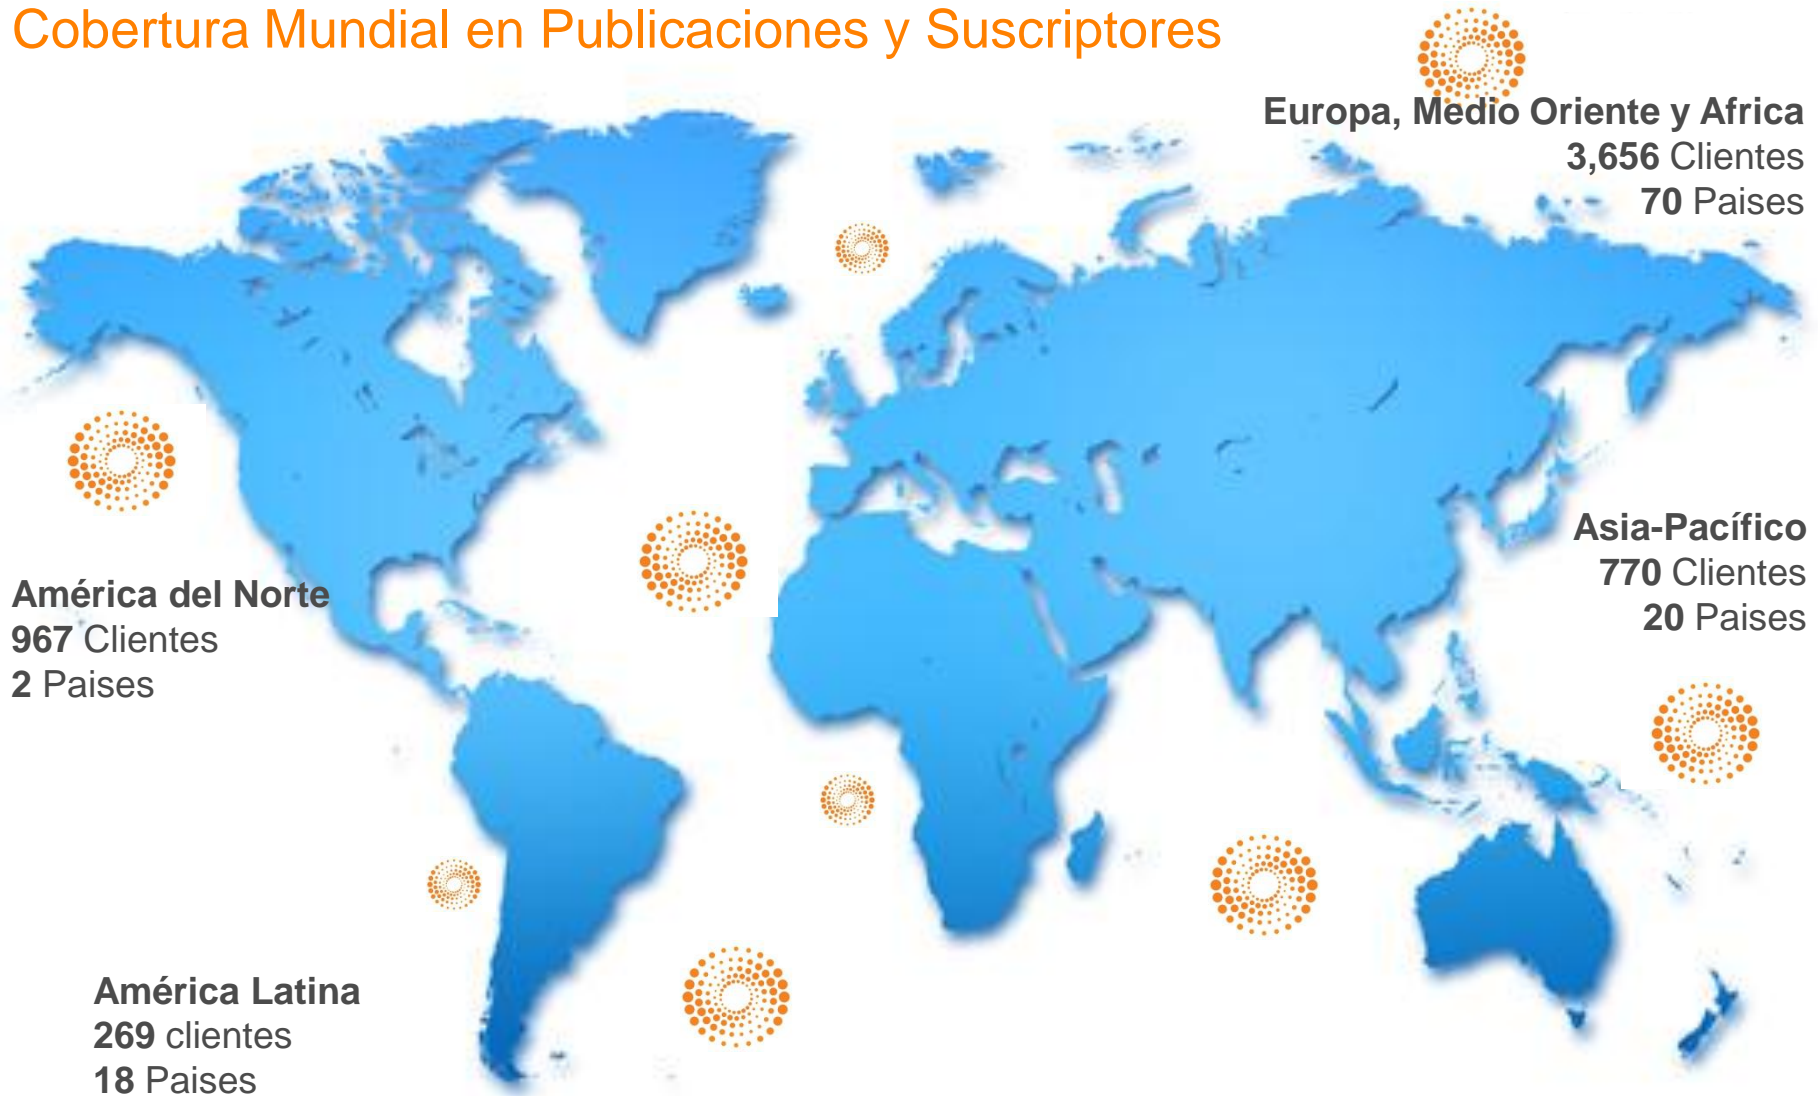 Cobertura Mundial en Publicaciones y Suscriptores
Europa, Medio Oriente y Africa
3,656 Clientes
70 Paises
Asia-Pacífico
770 Clientes
20 Paises
América del Norte
967 Clientes
2 Paises
América Latina
269 clientes
18 Paises